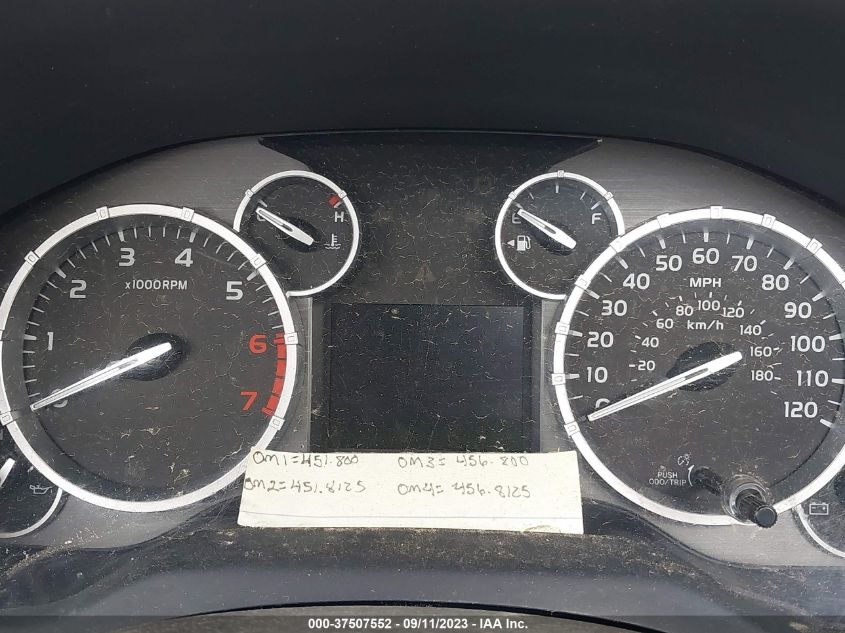 H
E F
1 2 3 4 5 6 7
x1000RPM
0 10 20 30 40 50 60 70 80 90 100 110 120
MPH
20 40 60 80 100 120 140 160 180
km/h
PUSH
ODO/TRIP
OM1=451.800 OM3= 456.800
OM2=451.8125 OM4= 456.8125
000-37507552 - 09/11/2023 - IAA Inc.